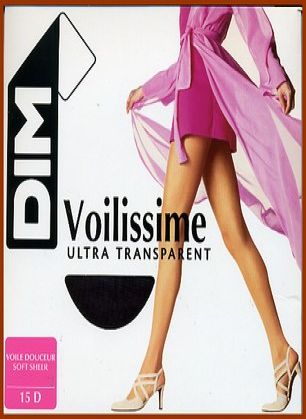 DIM
Voilissime
ULTRA TRANSPARENT
VOILE DOUCEUR
SOFT SHEER
15 D